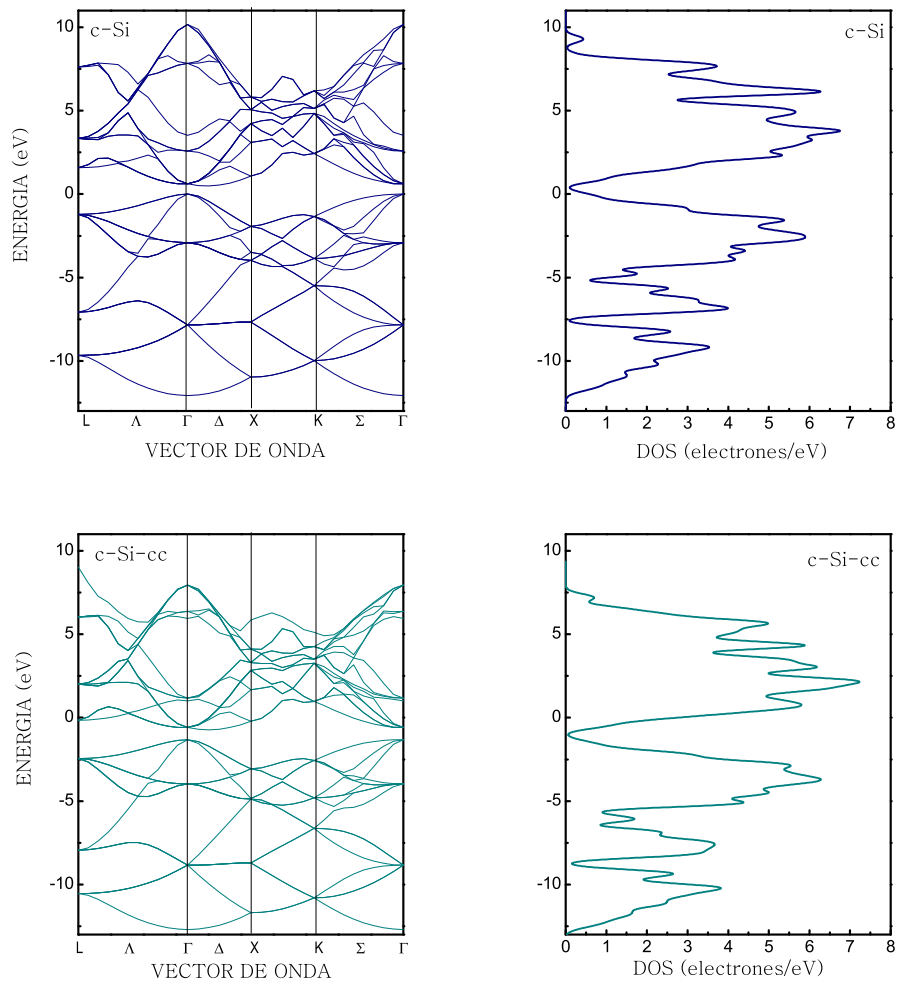 c-Si
ENERGIA (eV)
10
5
0
-5
-10
L Λ Γ Δ X K Σ Γ
VECTOR DE ONDA
c-Si
10
5
0
-5
-10
0 1 2 3 4 5 6 7 8
DOS (electrones/eV)
c-Si-cc
ENERGIA (eV)
10
5
0
-5
-10
L Λ Γ Δ X K Σ Γ
VECTOR DE ONDA
c-Si-cc
10
5
0
-5
-10
0 1 2 3 4 5 6 7 8
DOS (electrones/eV)